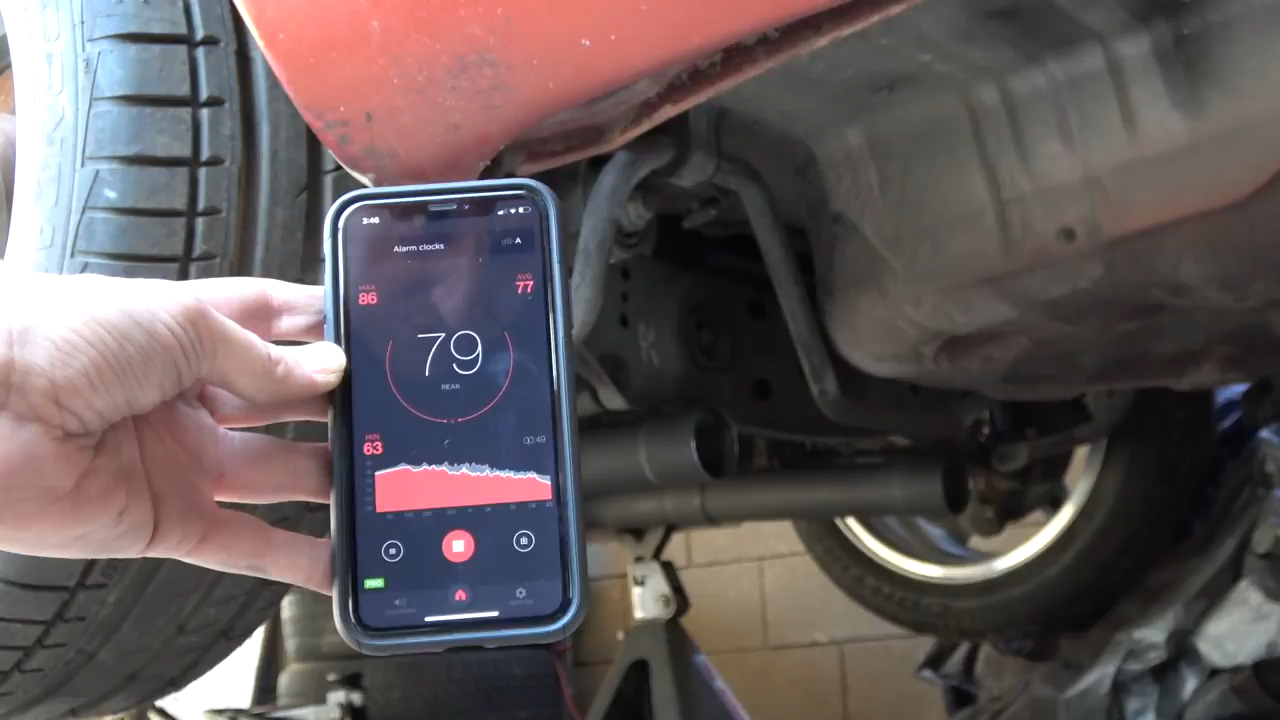 3:46
Alarm clocks
dB-A
MAX
86
AVG
77
79
PEAK
MIN
63
00:49
PRO